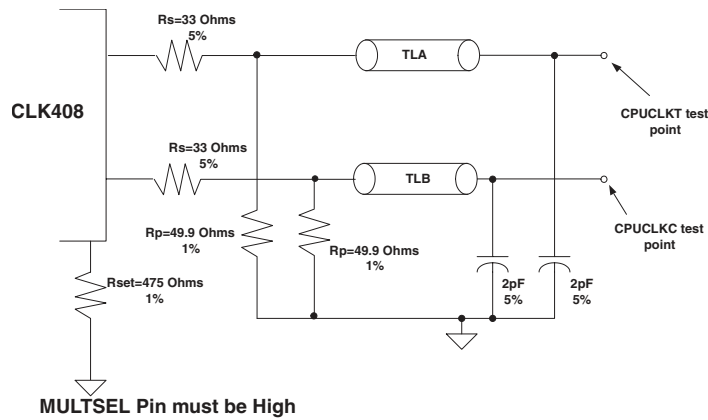 Rs=33 Ohms
5%
TLA
CLK408
CPUCLKT test
point
Rs=33 Ohms
5%
TLB
Rp=49.9 Ohms
1%
Rp=49.9 Ohms
1%
CPUCLKC test
point
Rset=475 Ohms
1%
2pF
5%
2pF
5%
MULTSEL Pin must be High